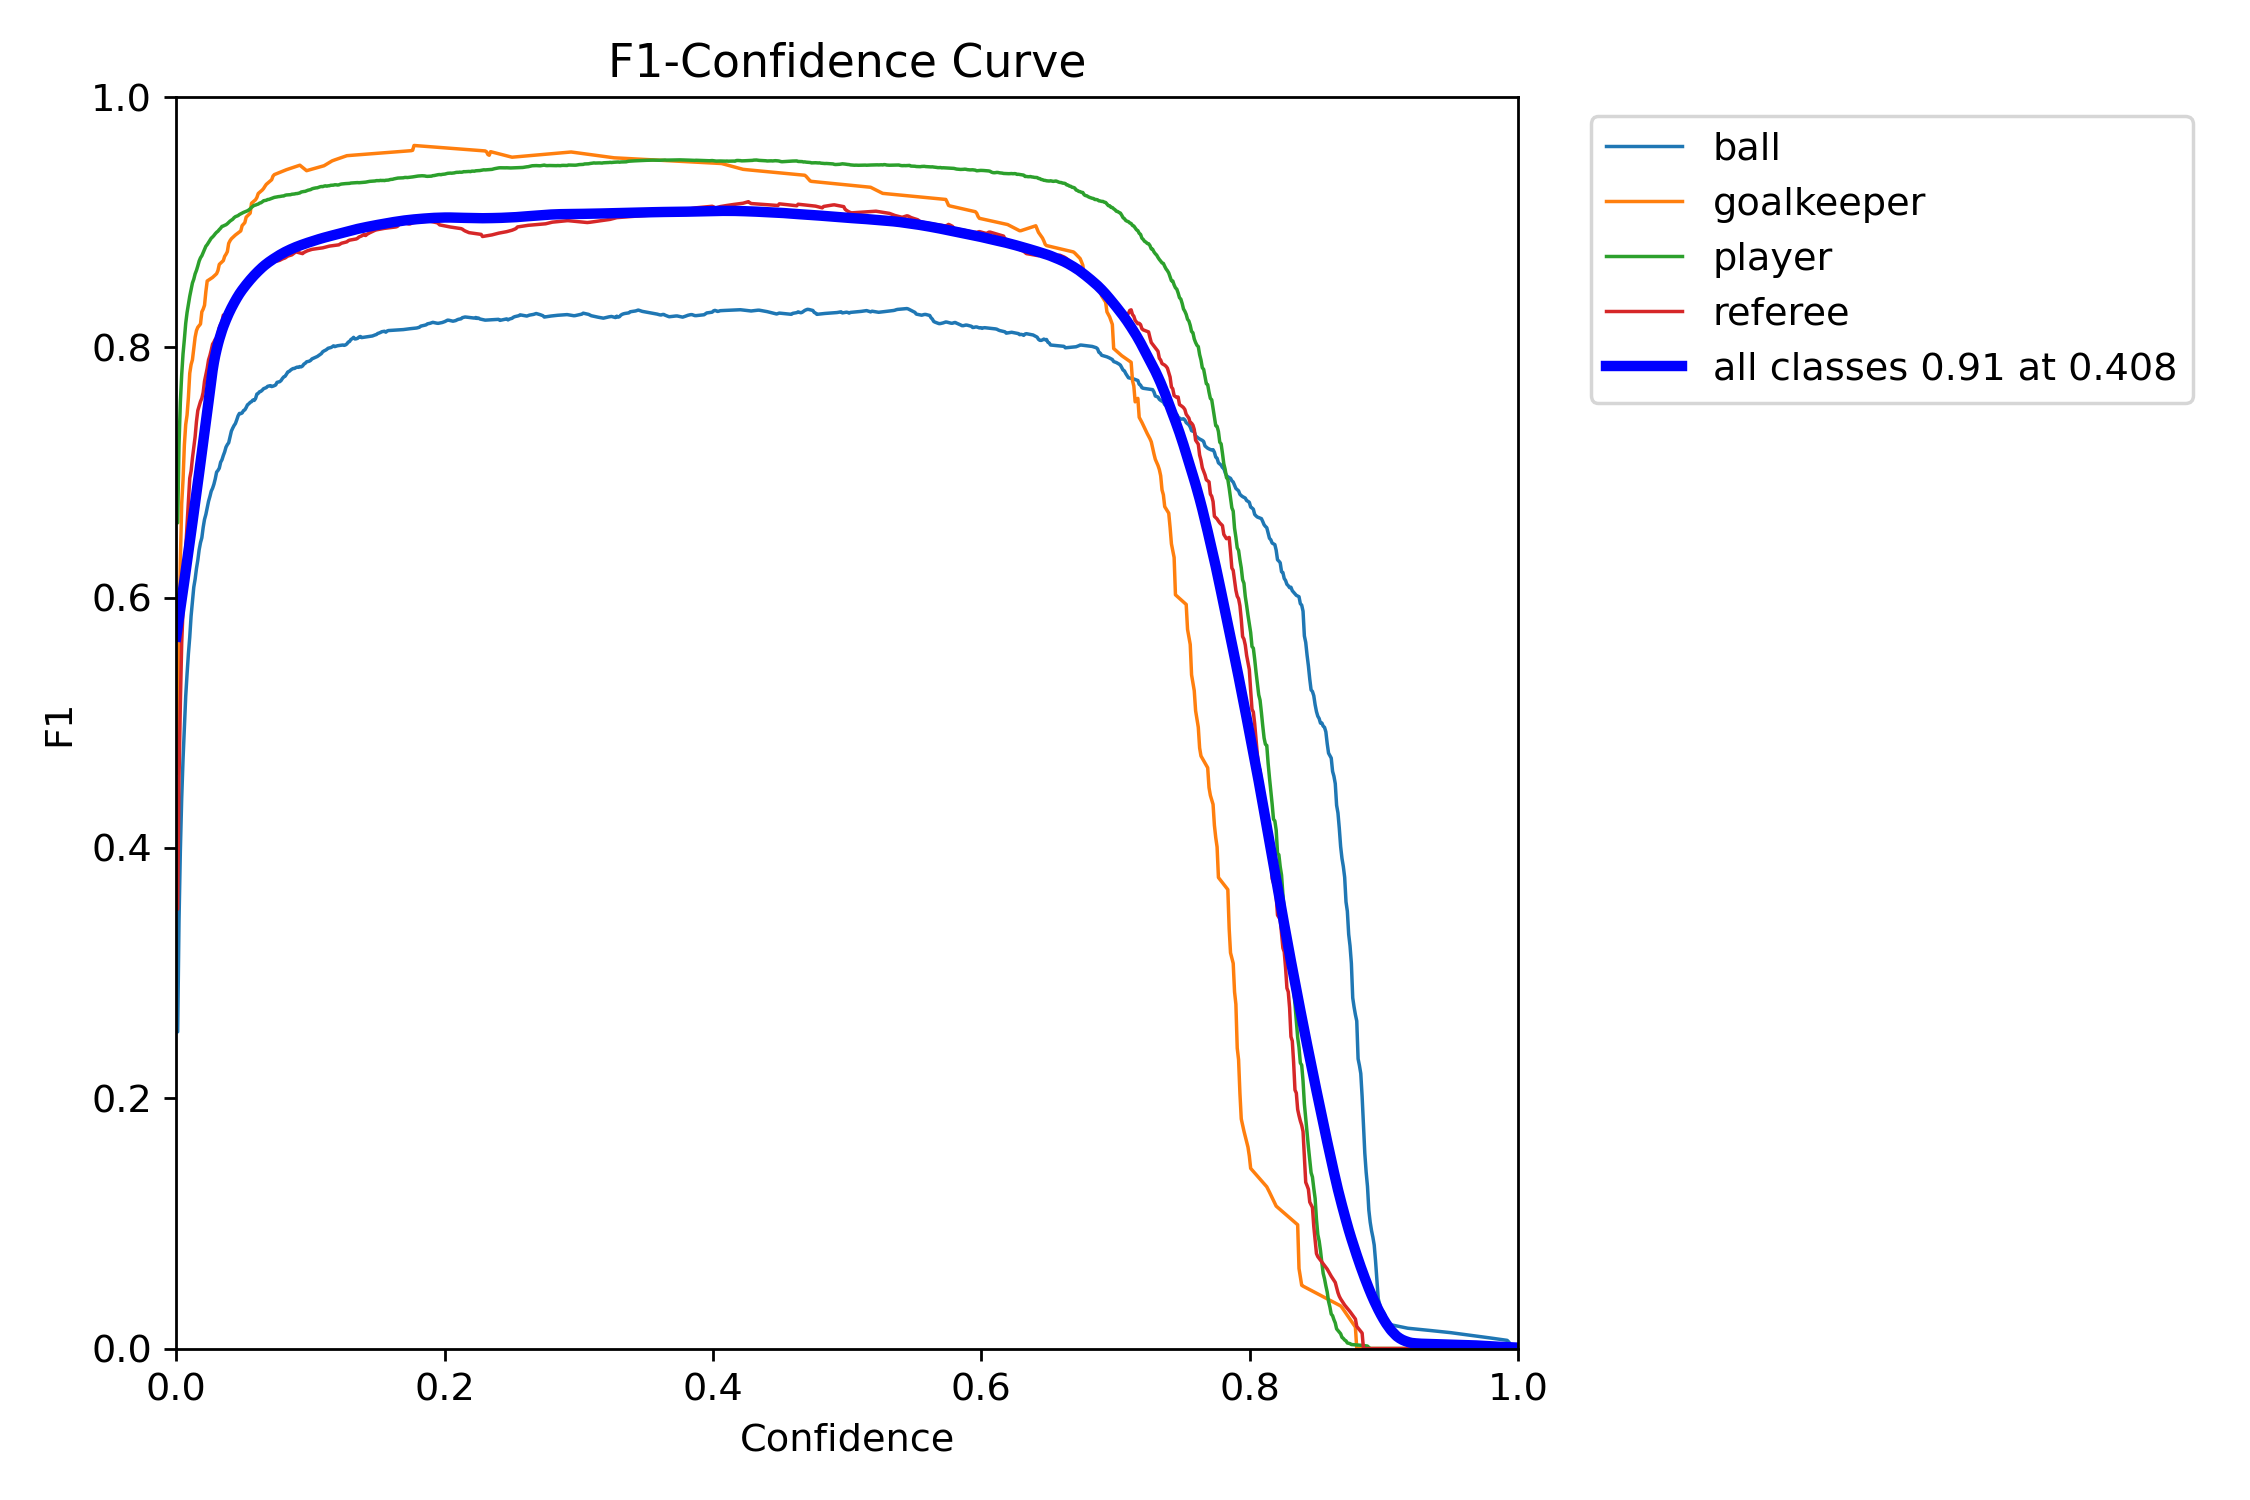 F1-Confidence Curve
1.0
0.8
0.6
0.4
0.2
0.0
F1
0.0 0.2 0.4 0.6 0.8 1.0
Confidence
ball
goalkeeper
player
referee
all classes 0.91 at 0.408